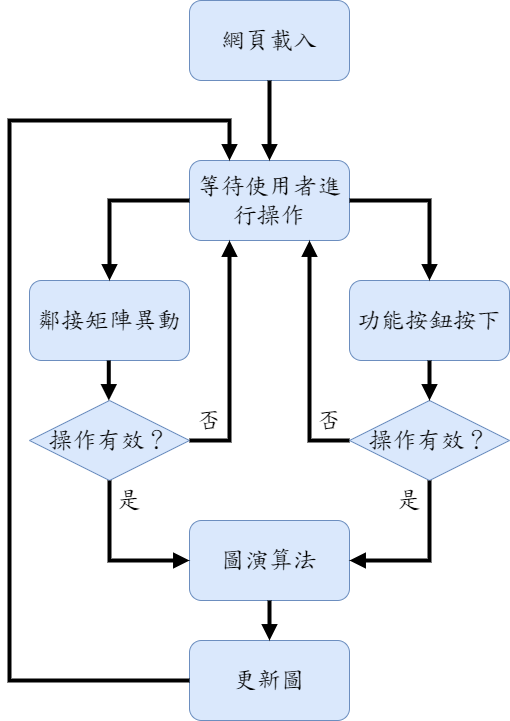 網頁載入
等待使用者進
行操作
鄰接矩陣異動
功能按鈕按下
操作有效？
否
否
操作有效？
是
是
圖演算法
更新圖